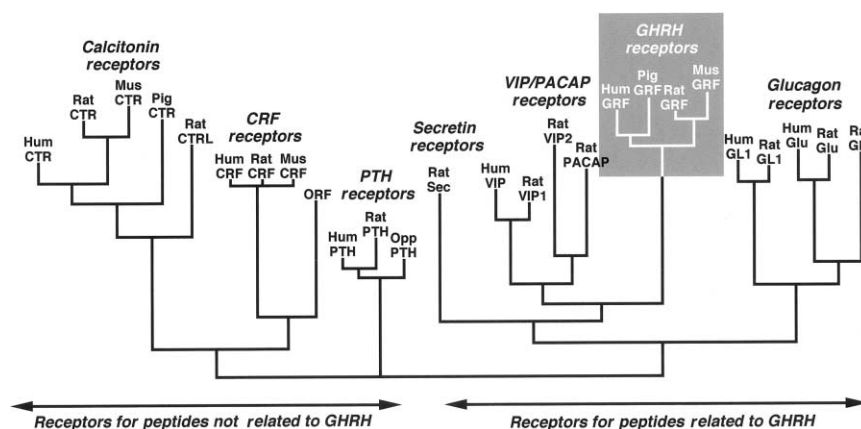 Calcitonin
receptors
Hum
CTR
Rat
CTR
Mus
CTR
Pig
CTR
Rat
CTRL
CRF
receptors
Hum
CRF
Rat
CRF
Mus
CRF
ORF
PTH
receptors
Hum
PTH
Rat
PTH
Opp
PTH
Secretin
receptors
Rat
Sec
VIP/PACAP
receptors
Hum
VIP
Rat
VIP1
Rat
VIP2
Rat
PACAP
GHRH
receptors
Hum
GRF
Pig
GRF
Rat
GRF
Mus
GRF
Glucagon
receptors
Hum
GL1
Rat
GL1
Hum
Glu
Rat
Glu
Receptors for peptides not related to GHRH
Receptors for peptides related to GHRH